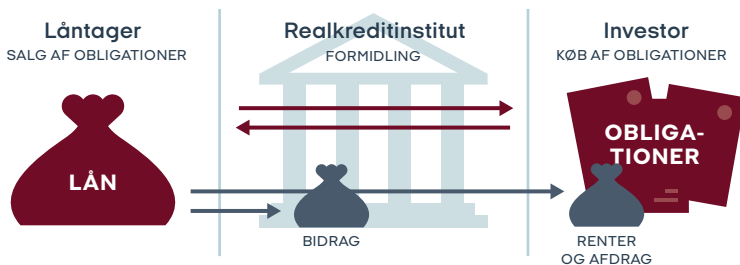 Låntager
SALG AF OBLIGATIONER
LÅN
Realkreditinstitut
FORMIDLING
BIDRAG
Investor
KØB AF OBLIGATIONER
OBLIGA-
TIONER
RENTER
OG AFDRAG